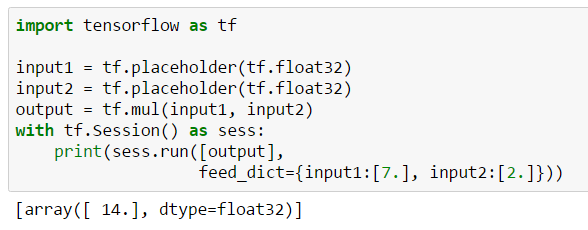 import tensorflow as tf
input1 = tf.placeholder(tf.float32)
input2 = tf.placeholder(tf.float32)
output = tf.mul(input1, input2)
with tf.Session() as sess:
    print(sess.run([output],
                   feed_dict={input1:[7.], input2:[2.]}))
[array([ 14.], dtype=float32)]